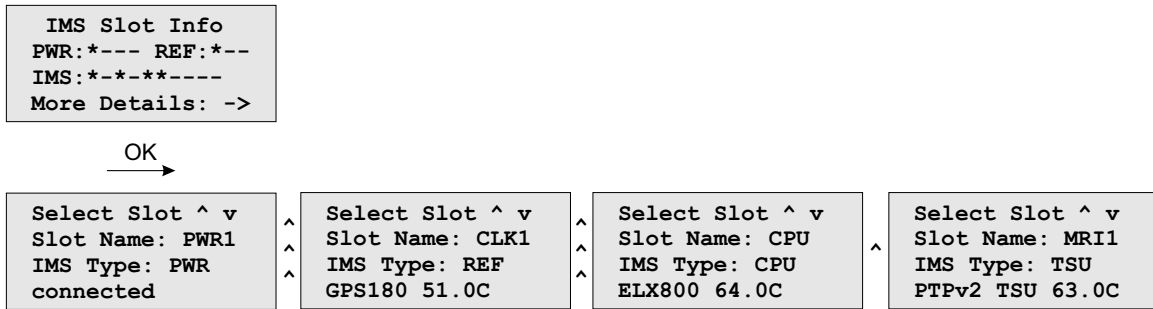 IMS Slot Info
PWR:*--- REF:*--
IMS:*-*-**----
More Details: ->
OK
Select Slot ^ v
Slot Name: PWR1
IMS Type: PWR
connected
^
^
^
Select Slot ^ v
Slot Name: CLK1
IMS Type: REF
GPS180 51.0C
^
^
^
Select Slot ^ v
Slot Name: CPU
IMS Type: CPU
ELX800 64.0C
^
Select Slot ^ v
Slot Name: MRI1
IMS Type: TSU
PTPv2 TSU 63.0C